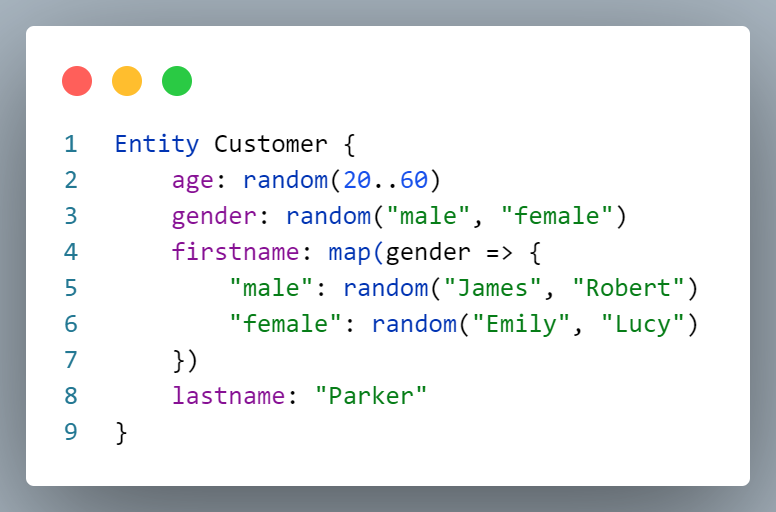 1 Entity Customer {
2     age: random(20..60)
3     gender: random("male", "female")
4     firstname: map(gender => {
5         "male": random("James", "Robert")
6         "female": random("Emily", "Lucy")
7     })
8     lastname: "Parker"
9 }